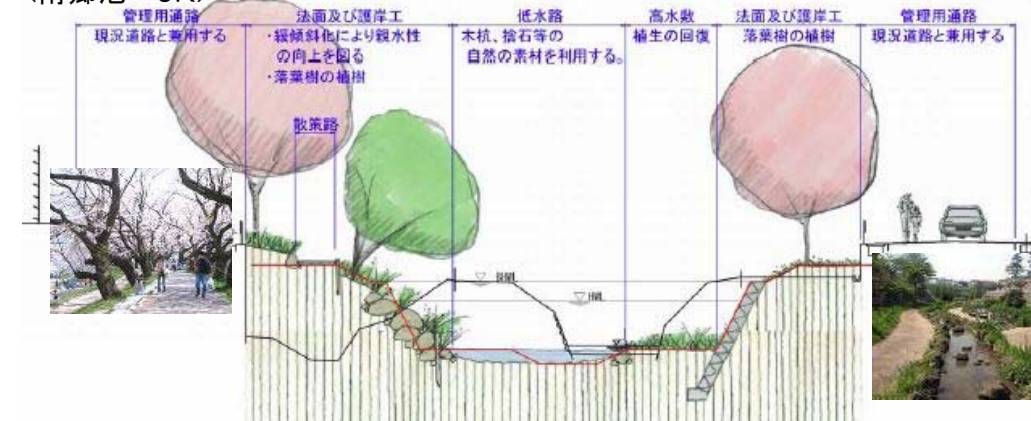 管理用通路
現況道路と兼用する
法面及び護岸工
・緩傾斜化により親水性
の向上を図る
・落葉樹の植樹
散策路
低水路
木杭、捨石等の
自然の素材を利用する。
高水敷
植生の回復
法面及び護岸工
落葉樹の植樹
管理用通路
現況道路と兼用する